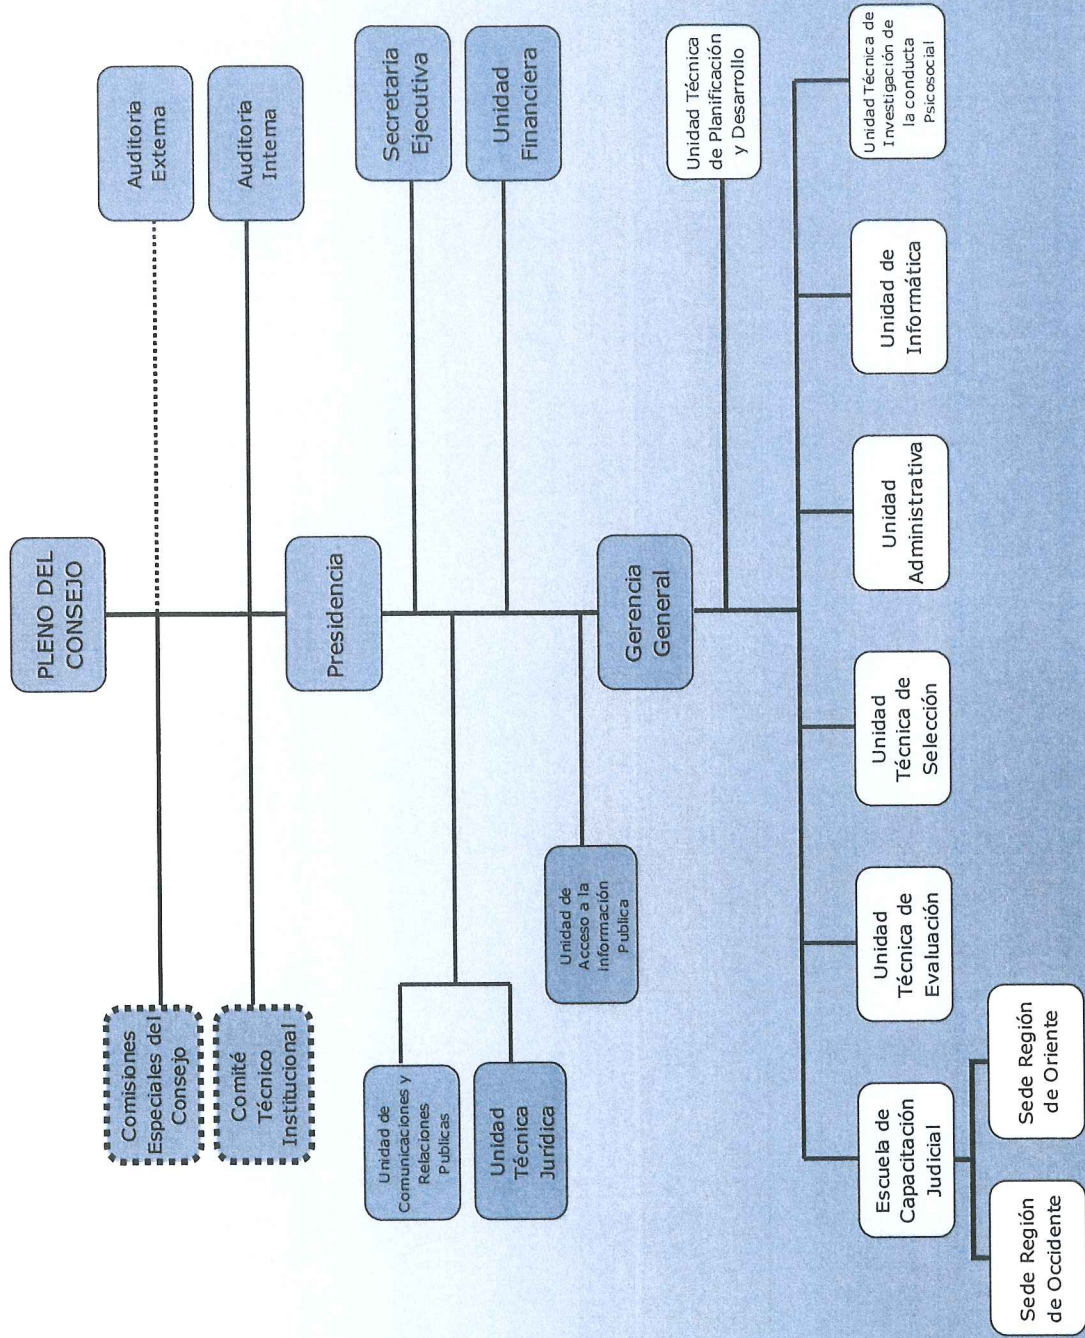 PLENO DEL
CONSEJO
Auditoria
Externa
Comisiones
Especiales del
Consejo
Auditoria
Interna
Comité
Técnico
Institucional
Presidencia
Secretaria
Ejecutiva
Unidad
Financiera
Unidad de
Comunicaciones y
Relaciones
Publicas
Unidad
Técnica
Jurídica
Unidad de
Acceso a la
Información
Publica
Gerencia
General
Unidad Técnica
de Planificación
y Desarrollo
Escuela de
Capacitación
Judicial
Unidad
Técnica de
Evaluación
Unidad
Técnica de
Selección
Unidad
Administrativa
Unidad de
Informática
Unidad Técnica de
Investigación de
la conducta
Psicosocial
Sede Región
de Occidente
Sede Región
de Oriente